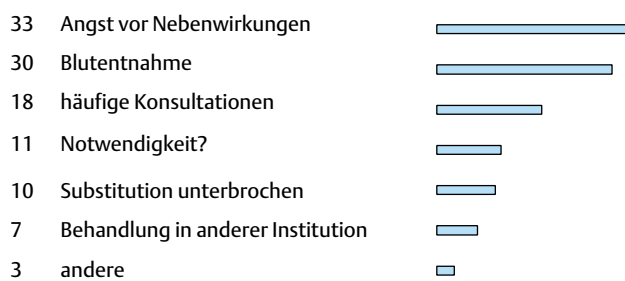 33 Angst vor Nebenwirkungen
30 Blutentnahme
18 häufige Konsultationen
11 Notwendigkeit?
10 Substitution unterbrochen
7 Behandlung in anderer Institution
3 andere